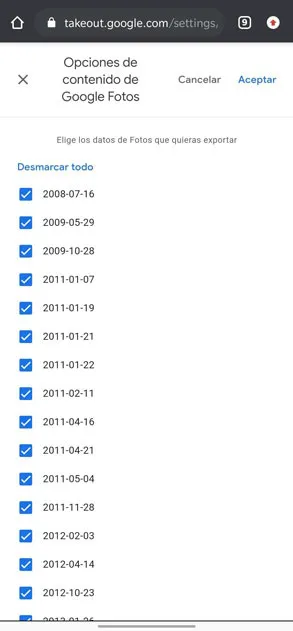 takeout.google.com/settings,
9
Opciones de
contenido de
Google Fotos
Cancelar
Aceptar
Elige los datos de Fotos que quieras exportar
Desmarcar todo
2008-07-16
2009-05-29
2009-10-28
2011-01-07
2011-01-19
2011-01-21
2011-01-22
2011-02-11
2011-04-16
2011-04-21
2011-05-04
2011-11-28
2012-02-03
2012-04-14
2012-10-23